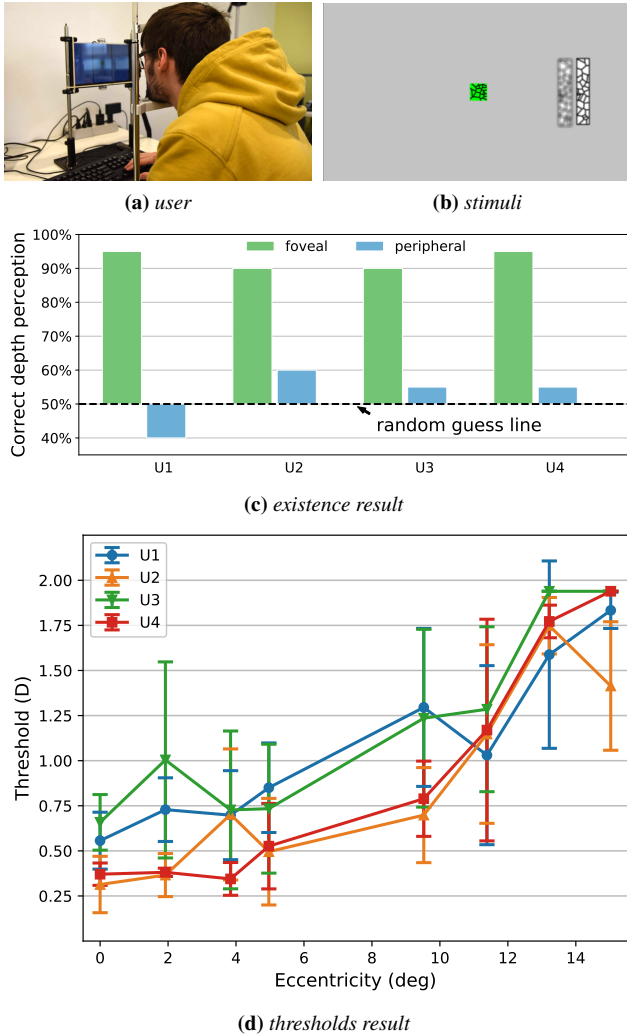 (a) user
(b) stimuli
Correct depth perception
100%
90%
80%
70%
60%
50%
40%
foveal
peripheral
random guess line
U1
U2
U3
U4
(c) existence result
Threshold (D)
2.00
1.75
1.50
1.25
1.00
0.75
0.50
0.25
U1
U2
U3
U4
0
2
4
6
8
10
12
14
Eccentricity (deg)
(d) thresholds result